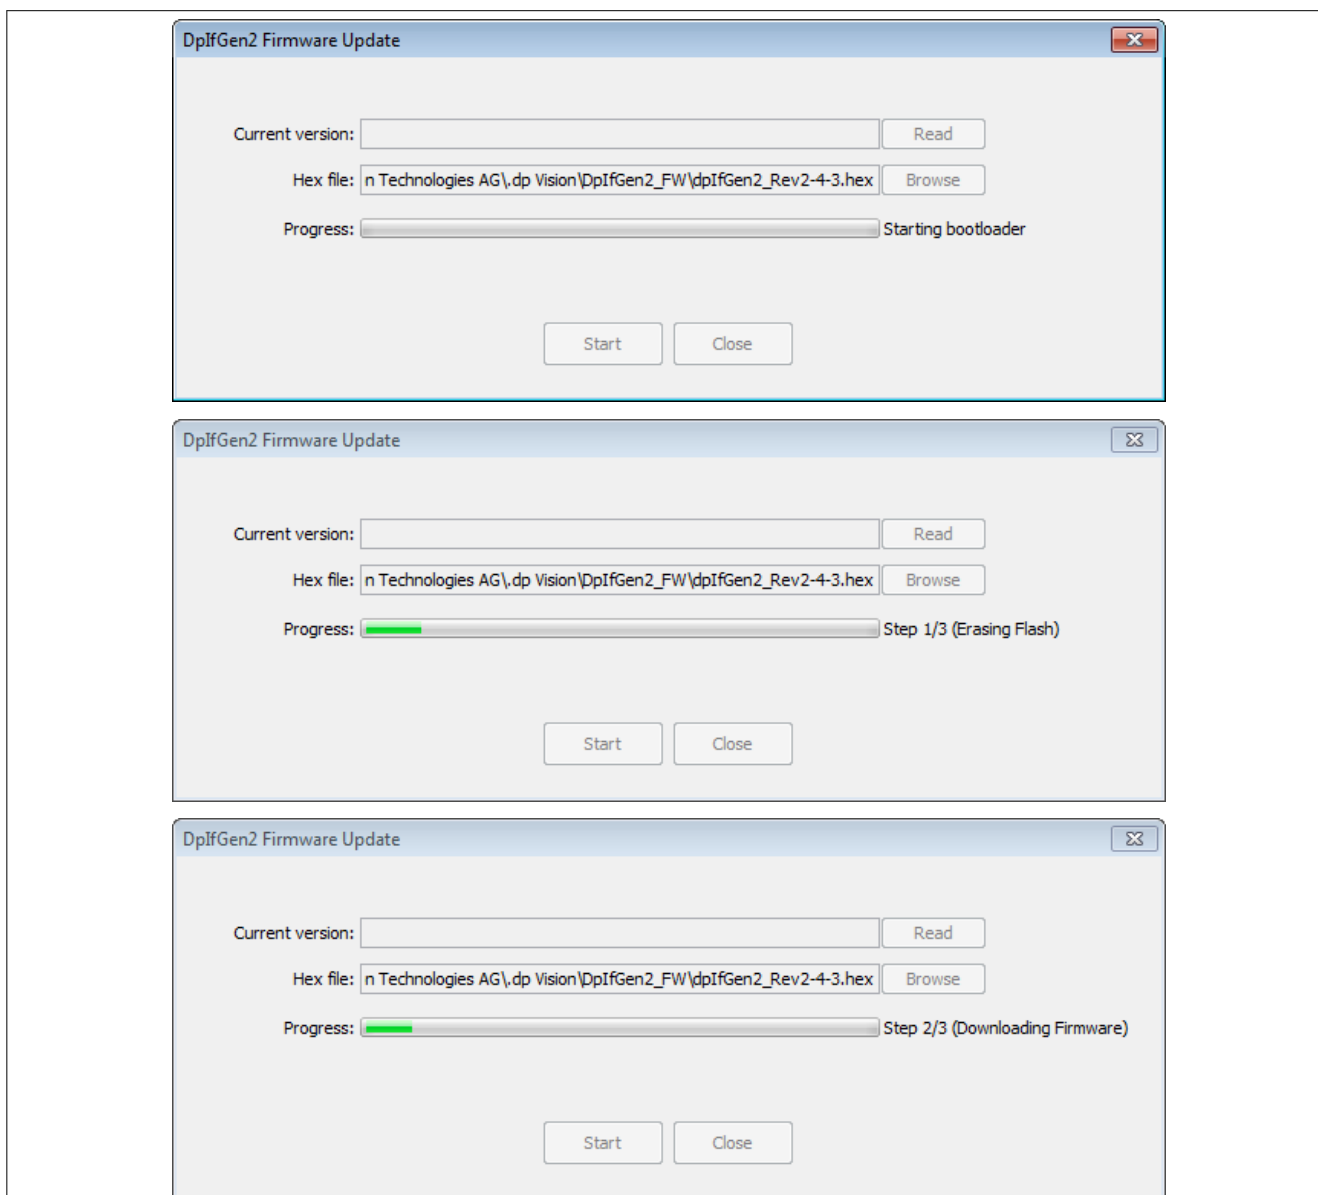 DpIfGen2 Firmware Update
Current version: Read
Hex file: n Technologies AG\.dp Vision\DpIfGen2_FW\dpIfGen2_Rev2-4-3.hex Browse
Progress: Starting bootloader
Start Close
DpIfGen2 Firmware Update
Current version: Read
Hex file: n Technologies AG\.dp Vision\DpIfGen2_FW\dpIfGen2_Rev2-4-3.hex Browse
Progress: Step 1/3 (Erasing Flash)
Start Close
DpIfGen2 Firmware Update
Current version: Read
Hex file: n Technologies AG\.dp Vision\DpIfGen2_FW\dpIfGen2_Rev2-4-3.hex Browse
Progress: Step 2/3 (Downloading Firmware)
Start Close